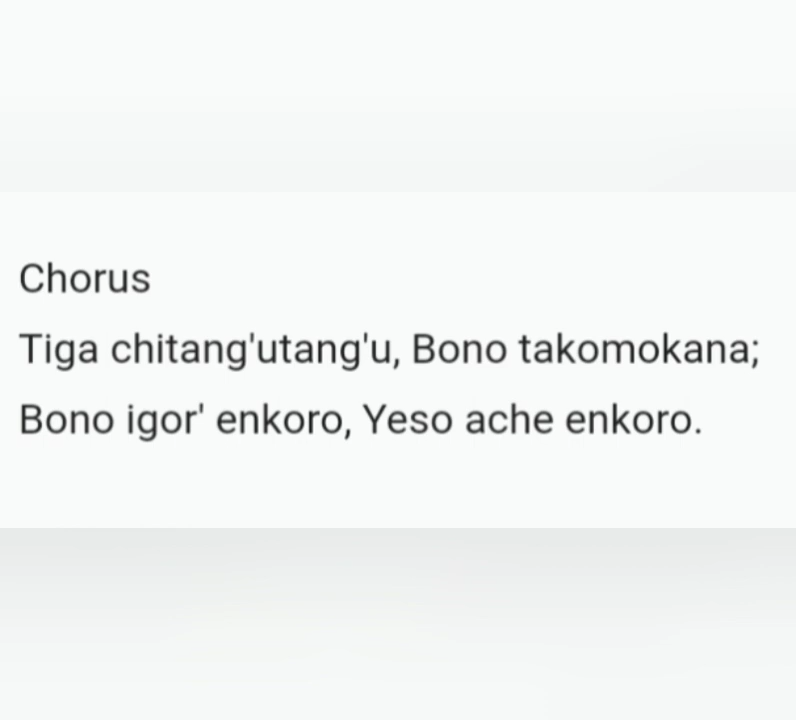 Chorus
Tiga chitang'utang'u, Bono takomokana;
Bono igor' enkoro, Yeso ache enkoro.